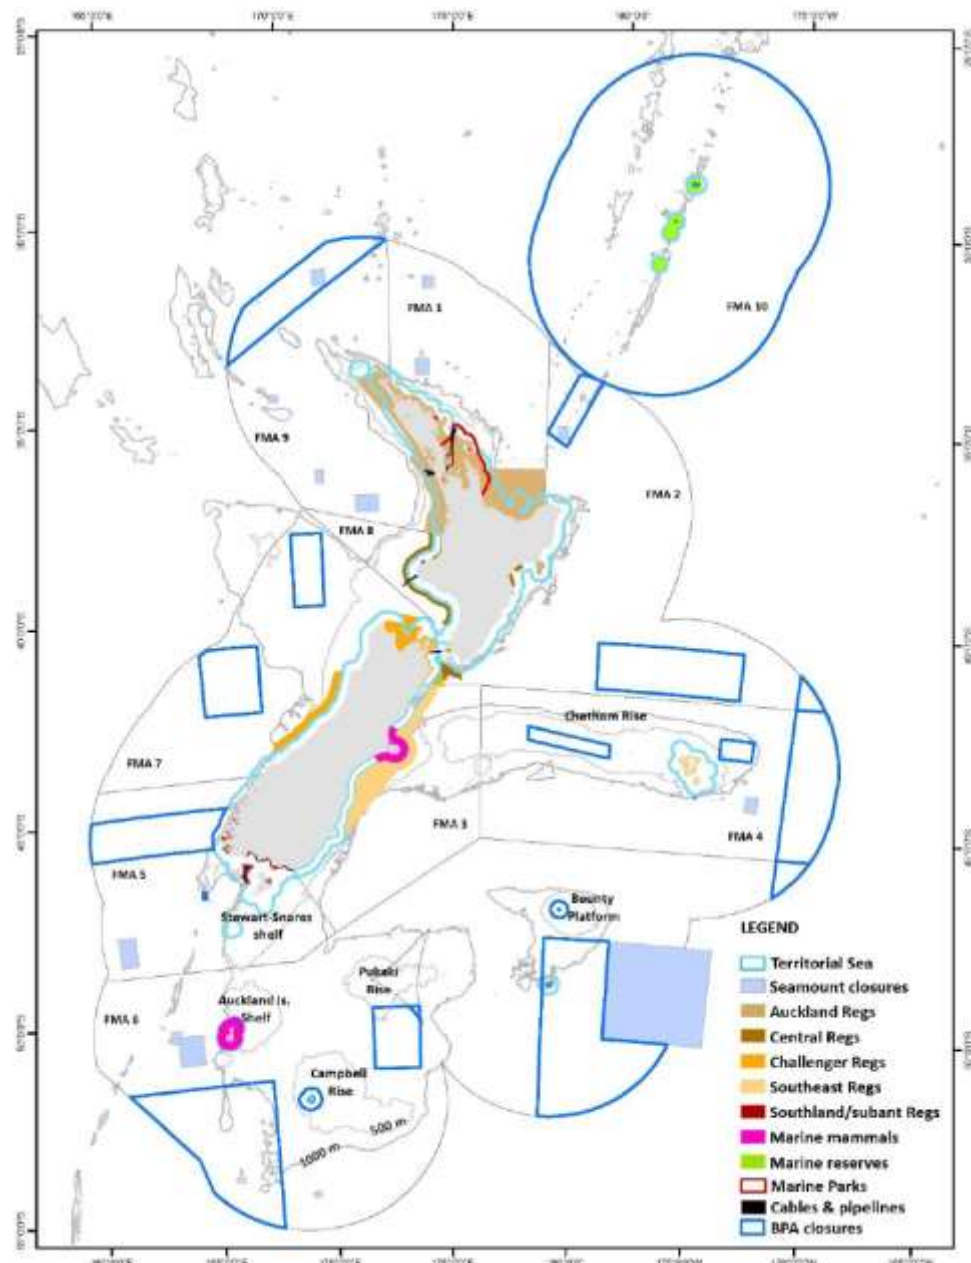 170°0'0"E
FMA 1
FMA 10
FMA 9
FMA 2
FMA 8
Chatham Rise
FMA 7
FMA 3
FMA 4
FMA 5
Bounty
Platform
Stewart-Snares
shelf
LEGEND
Territorial Sea
Seamount closures
Auckland Regs
Central Regs
Challenger Regs
Southeast Regs
Southland/subant Regs
Marine mammals
Marine reserves
Marine Parks
Cables & pipelines
BPA closures
Pukaki
Rise
Auckland Is.
Shelf
FMA 6
Campbell
Rise
500 m
1000 m